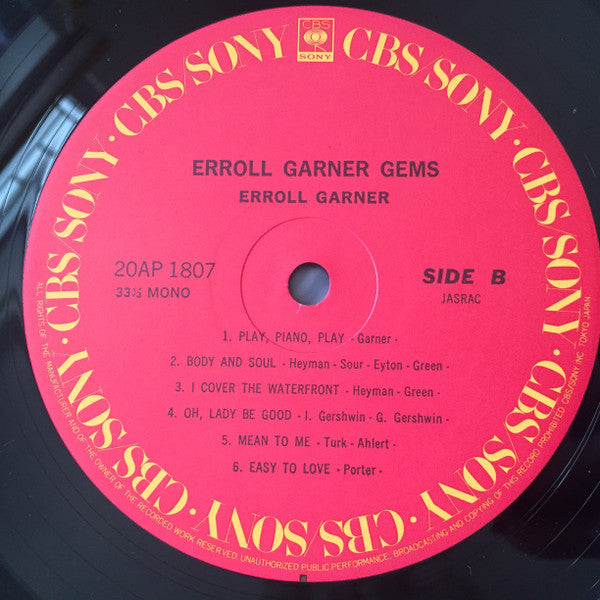 CBS
SONY
CBS/SONY · CBS/SONY · CBS/SONY · CBS/SONY · CBS/SONY · CBS/SONY · CBS/SONY · CBS/SONY
ERROLL GARNER GEMS
ERROLL GARNER
20AP 1807
SIDE B
33⅓ MONO
JASRAC
1. PLAY, PIANO, PLAY - Garner -
2. BODY AND SOUL - Heyman - Sour - Eyton - Green -
3. I COVER THE WATERFRONT - Heyman - Green -
4. OH, LADY BE GOOD - I. Gershwin - G. Gershwin -
5. MEAN TO ME - Turk - Ahlert -
6. EASY TO LOVE - Porter -
ALL RIGHTS OF THE MANUFACTURER AND OF THE OWNER OF THE RECORDED WORK RESERVED. UNAUTHORIZED PUBLIC PERFORMANCE, BROADCASTING AND COPYING OF THIS RECORD PROHIBITED CBS/SONY INC. TOKYO JAPAN